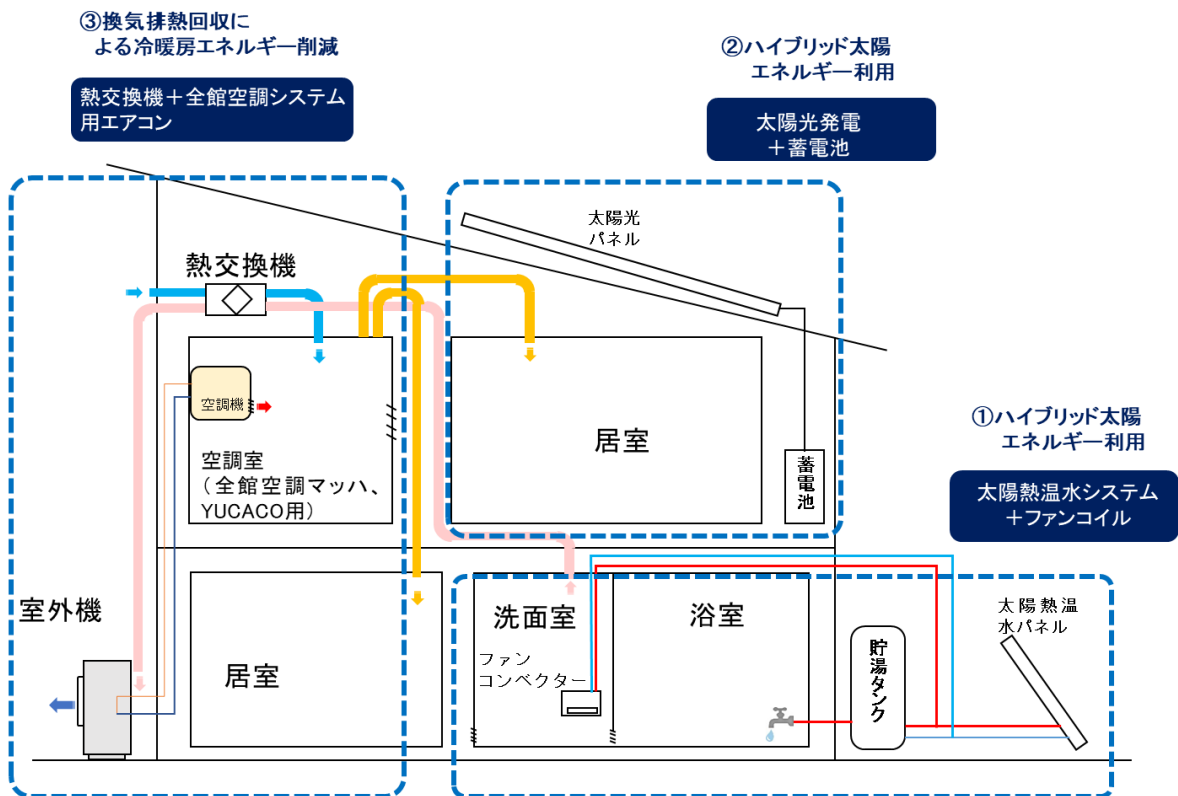 ③換気排熱回収に
よる冷暖房エネルギー削減
熱交換機＋全館空調システム
用エアコン
②ハイブリッド太陽
エネルギー利用
太陽光発電
＋蓄電池
太陽光
パネル
熱交換機
空調機
空調室
（全館空調マッハ、
YUCACO用）
居室
蓄電池
①ハイブリッド太陽
エネルギー利用
太陽熱温水システム
＋ファンコイル
室外機
居室
洗面室
ファン
コンベクター
浴室
貯湯タンク
太陽熱温
水パネル